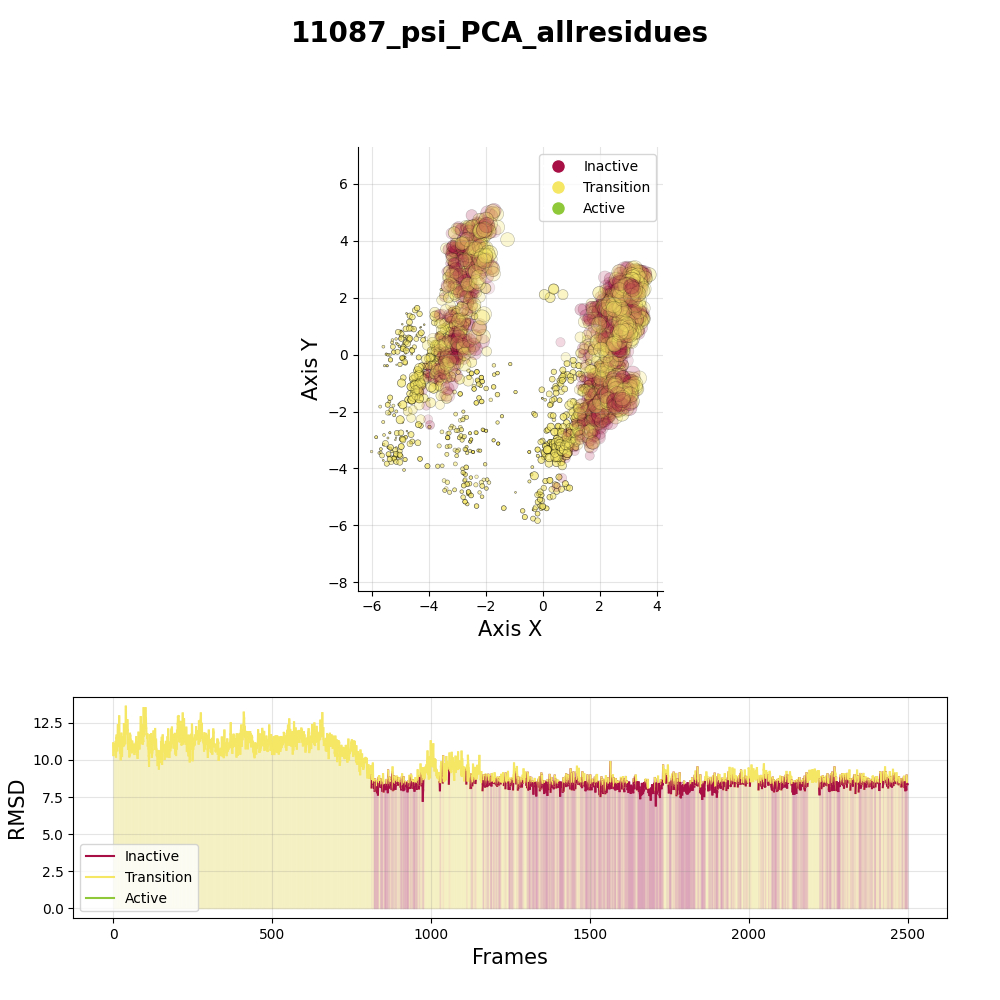 11087_psi_PCA_allresidues
Inactive
Transition
Active
6
4
2
0
−2
−4
−6
−8
Axis Y
−6 −4 −2 0 2 4
Axis X
12.5
10.0
7.5
5.0
2.5
0.0
RMSD
Inactive
Transition
Active
0 500 1000 1500 2000 2500
Frames